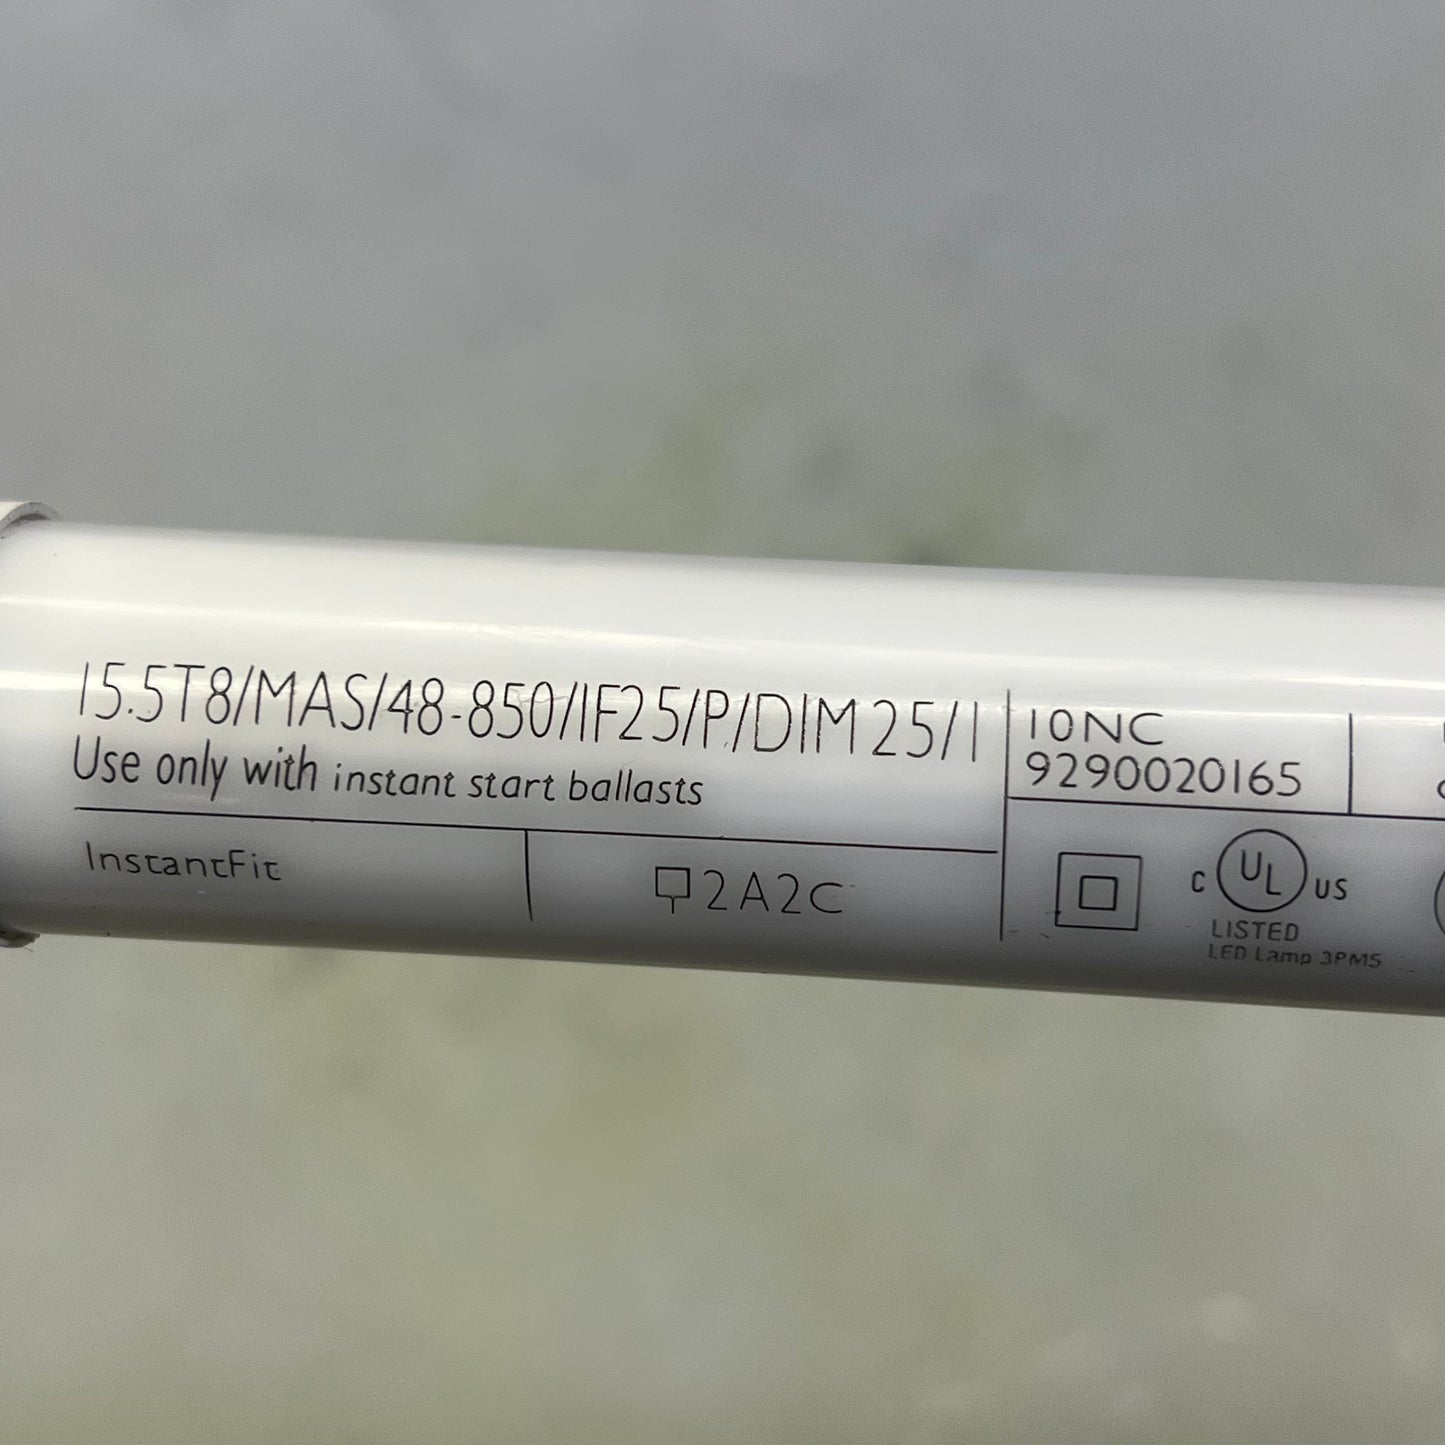 15.5T8/MAS/48-850/IF25/P/DIM 25/1
Use only with instant start ballasts
InstantFit
2A2C
10NC
9290020165
C UL US
LISTED
LED Lamp 3PMS